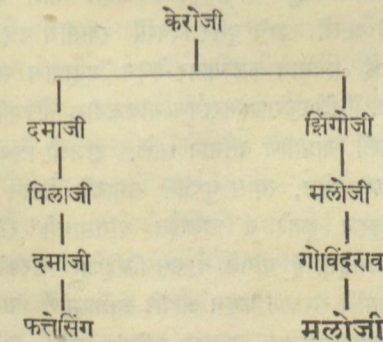 केरोजी
दमाजी झिंगोजी
पिलाजी मलोजी
दमाजी गोविंदराव
फत्तेसिंग मलोजी